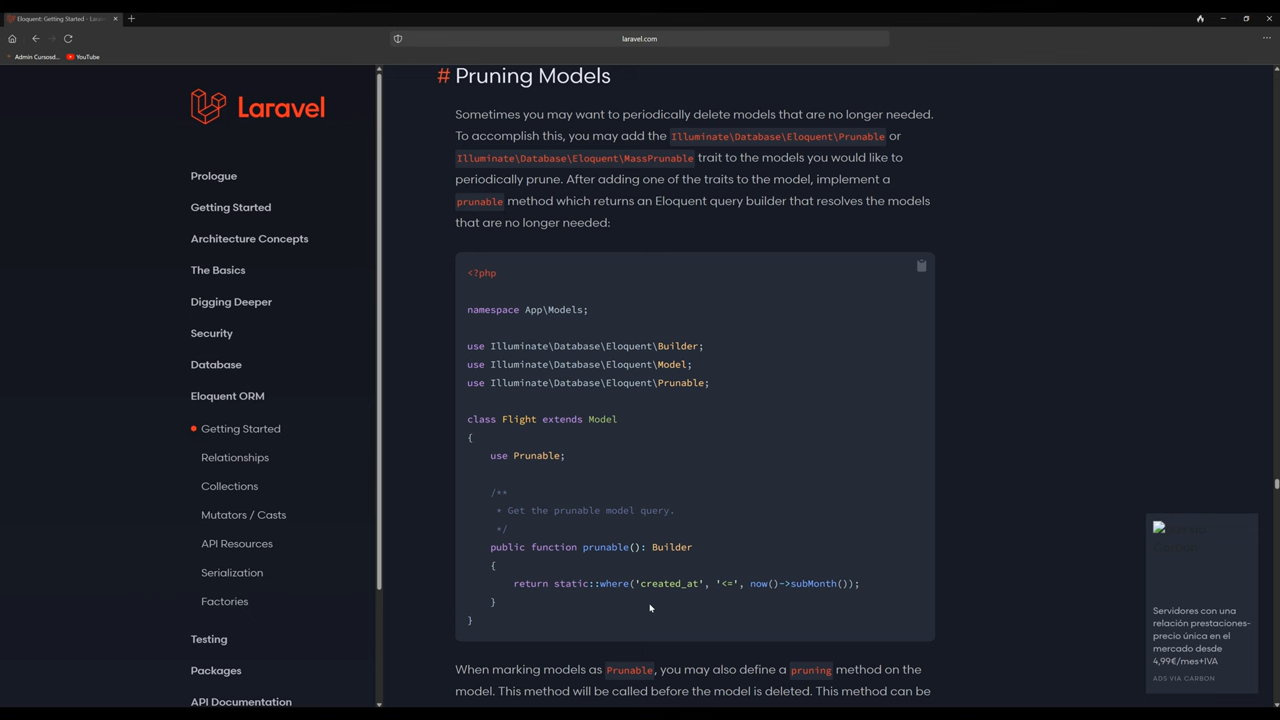 Eloquent: Getting Started - Larav
laravel.com
Admin Cursosd...
YouTube
Laravel
Prologue
Getting Started
Architecture Concepts
The Basics
Digging Deeper
Security
Database
Eloquent ORM
Getting Started
Relationships
Collections
Mutators / Casts
API Resources
Serialization
Factories
Testing
Packages
API Documentation
# Pruning Models
Sometimes you may want to periodically delete models that are no longer needed.
To accomplish this, you may add the Illuminate\Database\Eloquent\Prunable or
Illuminate\Database\Eloquent\MassPrunable trait to the models you would like to
periodically prune. After adding one of the traits to the model, implement a
prunable method which returns an Eloquent query builder that resolves the models
that are no longer needed:
<?php
namespace App\Models;
use Illuminate\Database\Eloquent\Builder;
use Illuminate\Database\Eloquent\Model;
use Illuminate\Database\Eloquent\Prunable;
class Flight extends Model
{
use Prunable;
/**
* Get the prunable model query.
*/
public function prunable(): Builder
{
return static::where('created_at', '<=', now()->subMonth());
}
}
When marking models as Prunable, you may also define a pruning method on the
model. This method will be called before the model is deleted. This method can be
Servidores con una
relación prestaciones-
precio única en el
mercado desde
4,99€/mes+IVA
ADS VIA CARBON